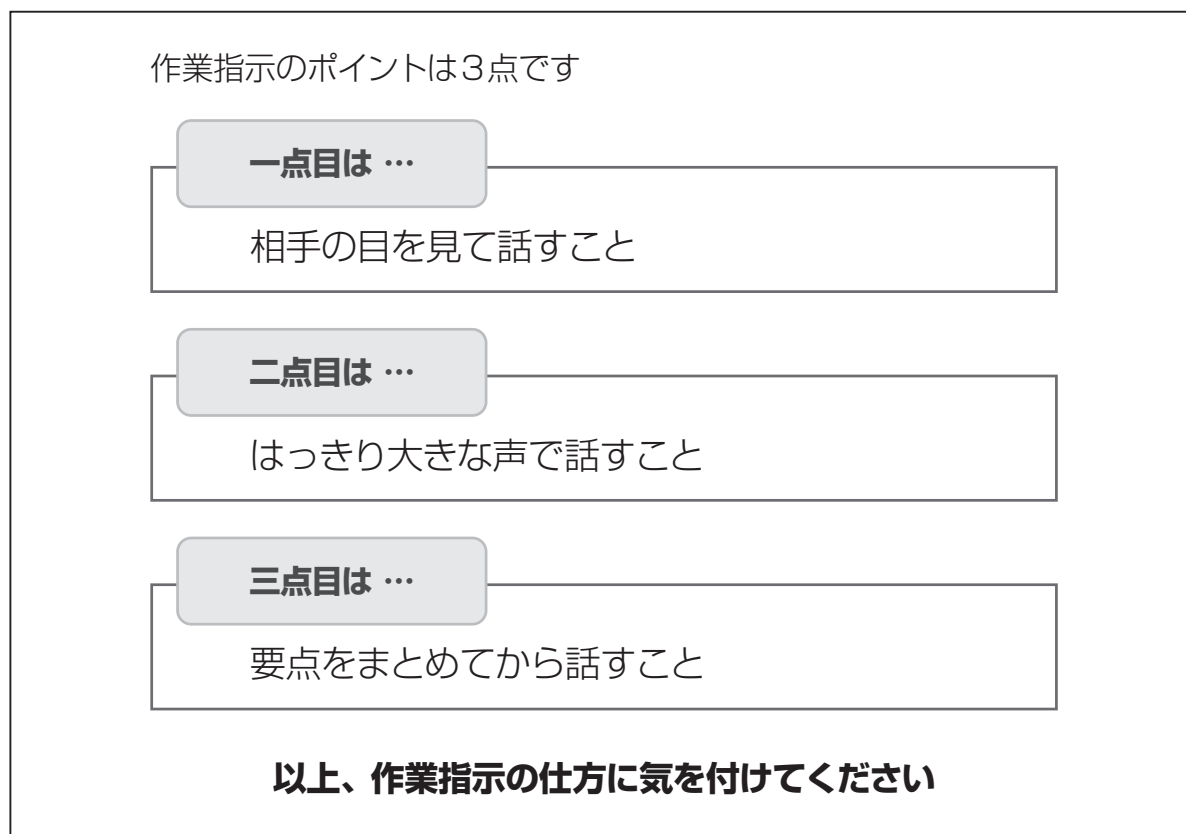 作業指示のポイントは3点です
一点目は …
相手の目を見て話すこと
二点目は …
はっきり大きな声で話すこと
三点目は …
要点をまとめてから話すこと
以上、作業指示の仕方に気を付けてください